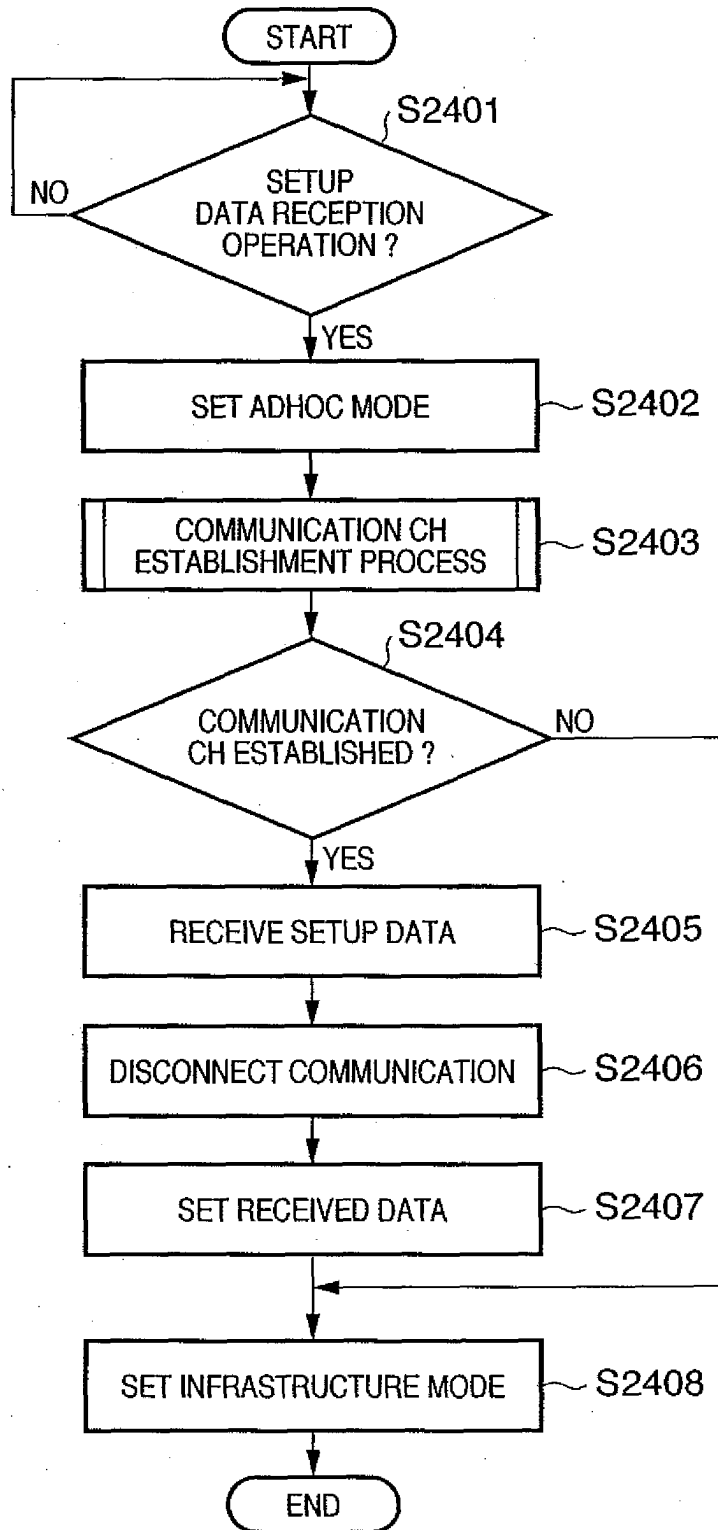 START
S2401
NO
SETUP
DATA RECEPTION
OPERATION ?
YES
SET ADHOC MODE
S2402
COMMUNICATION CH
ESTABLISHMENT PROCESS
S2403
S2404
COMMUNICATION
CH ESTABLISHED ?
NO
YES
RECEIVE SETUP DATA
S2405
DISCONNECT COMMUNICATION
S2406
SET RECEIVED DATA
S2407
SET INFRASTRUCTURE MODE
S2408
END